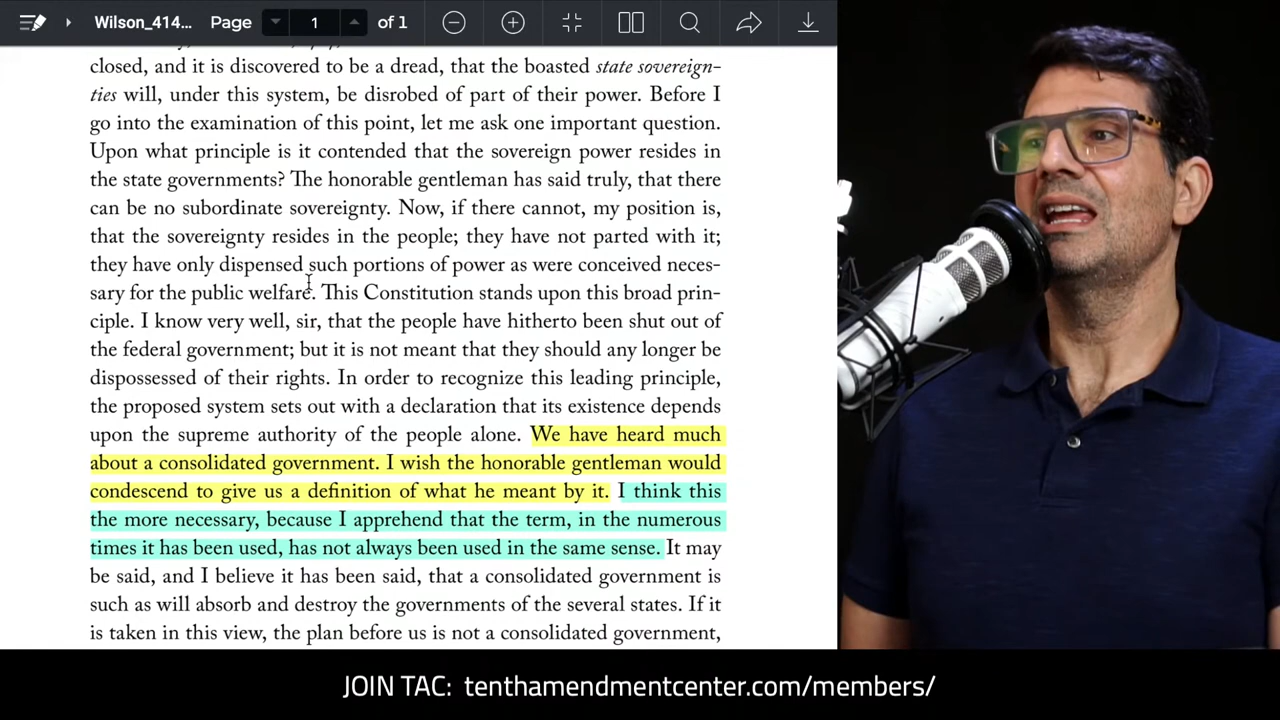 Wilson_414... Page 1 of 1
closed, and it is discovered to be a dread, that the boasted state sovereign-
ties will, under this system, be disrobed of part of their power. Before I
go into the examination of this point, let me ask one important question.
Upon what principle is it contended that the sovereign power resides in
the state governments? The honorable gentleman has said truly, that there
can be no subordinate sovereignty. Now, if there cannot, my position is,
that the sovereignty resides in the people; they have not parted with it;
they have only dispensed such portions of power as were conceived neces-
sary for the public welfare. This Constitution stands upon this broad prin-
ciple. I know very well, sir, that the people have hitherto been shut out of
the federal government; but it is not meant that they should any longer be
dispossessed of their rights. In order to recognize this leading principle,
the proposed system sets out with a declaration that its existence depends
upon the supreme authority of the people alone. We have heard much
about a consolidated government. I wish the honorable gentleman would
condescend to give us a definition of what he meant by it. I think this
the more necessary, because I apprehend that the term, in the numerous
times it has been used, has not always been used in the same sense. It may
be said, and I believe it has been said, that a consolidated government is
such as will absorb and destroy the governments of the several states. If it
is taken in this view, the plan before us is not a consolidated government,
JOIN TAC: tenthamendmentcenter.com/members/